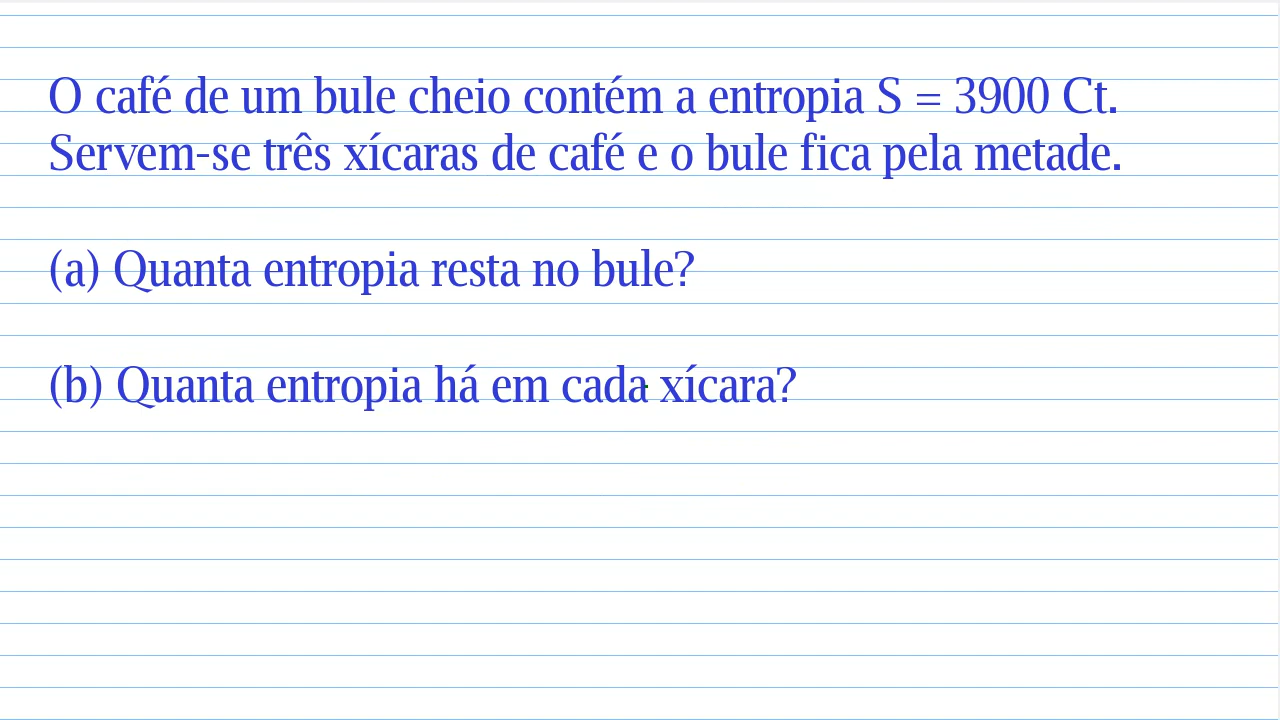 O café de um bule cheio contém a entropia S = 3900 Ct.
Servem-se três xícaras de café e o bule fica pela metade.
(a) Quanta entropia resta no bule?
(b) Quanta entropia há em cada xícara?